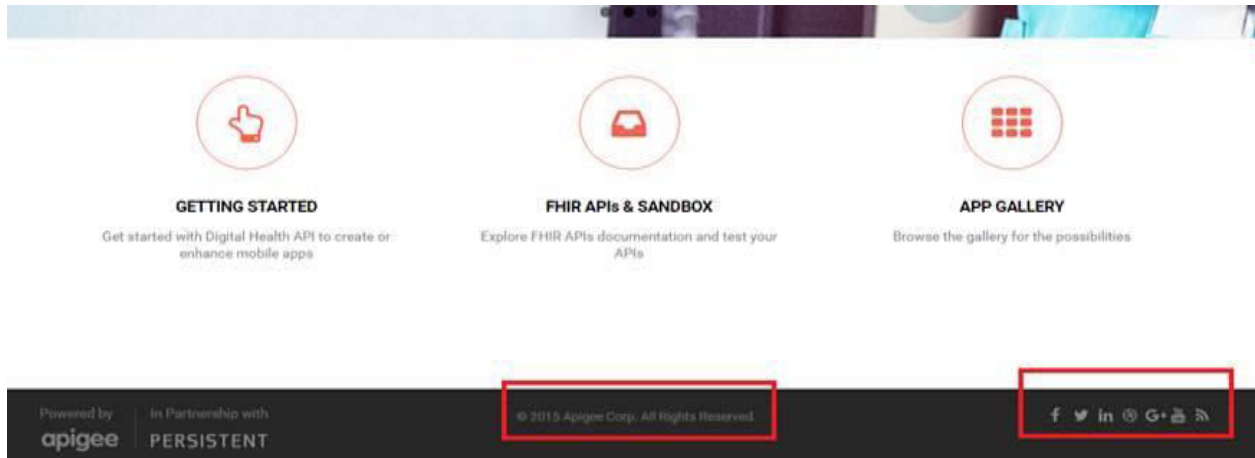 GETTING STARTED
Get started with Digital Health API to create or
enhance mobile apps
FHIR APIs & SANDBOX
Explore FHIR APIs documentation and test your
APIs
APP GALLERY
Browse the gallery for the possibilities
Powered by
apigee
In Partnership with
PERSISTENT
© 2015 Apigee Corp. All Rights Reserved.
f in G+